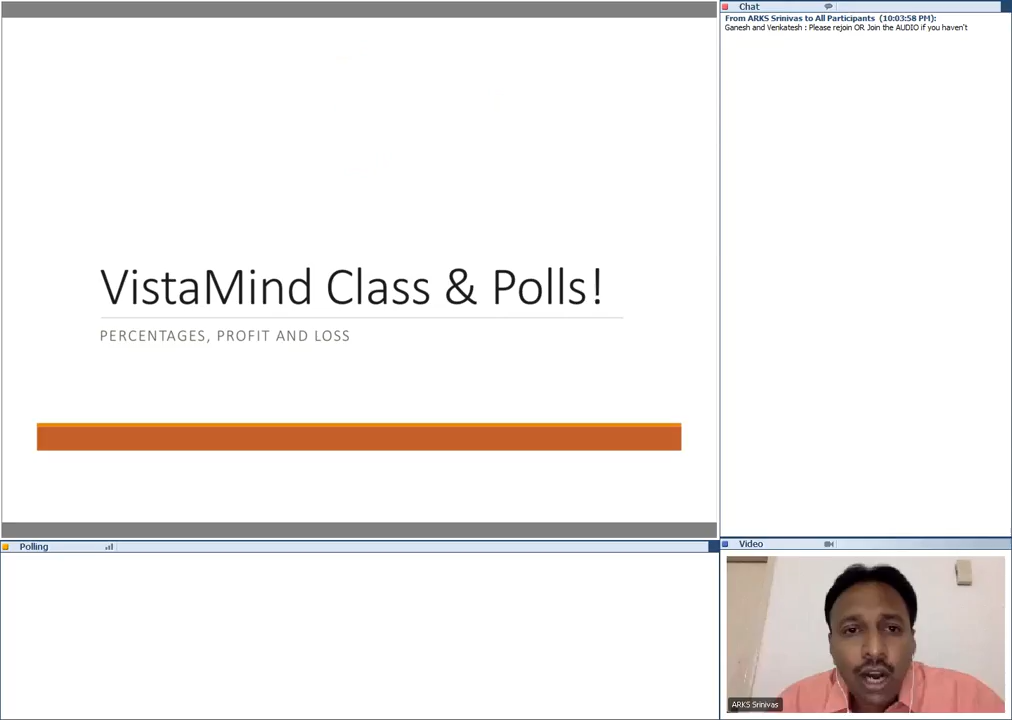 VistaMind Class & Polls!
PERCENTAGES, PROFIT AND LOSS
Chat
From ARKS Srinivas to All Participants (10:03:58 PM):
Ganesh and Venkatesh : Please rejoin OR Join the AUDIO if you haven't
Polling
Video
ARKS Srinivas